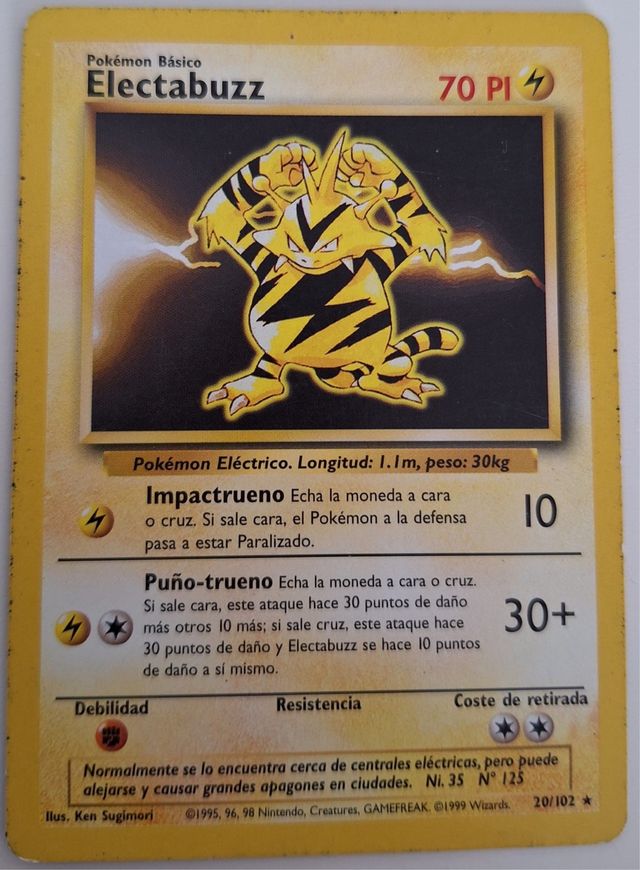 Pokémon Básico
Electabuzz 70 PI
Pokémon Eléctrico. Longitud: 1.1m, peso: 30kg
Impactrueno Echa la moneda a cara
o cruz. Si sale cara, el Pokémon a la defensa
pasa a estar Paralizado.
10
Puño-trueno Echa la moneda a cara o cruz.
Si sale cara, este ataque hace 30 puntos de daño
más otros 10 más; si sale cruz, este ataque hace
30 puntos de daño y Electabuzz se hace 10 puntos
de daño a sí mismo.
30+
Debilidad Resistencia Coste de retirada
Normalmente se lo encuentra cerca de centrales eléctricas, pero puede
alejarse y causar grandes apagones en ciudades. Ni. 35 N° 125
Ilus. Ken Sugimori ©1995, 96, 98 Nintendo, Creatures, GAMEFREAK. ©1999 Wizards. 20/102 ★